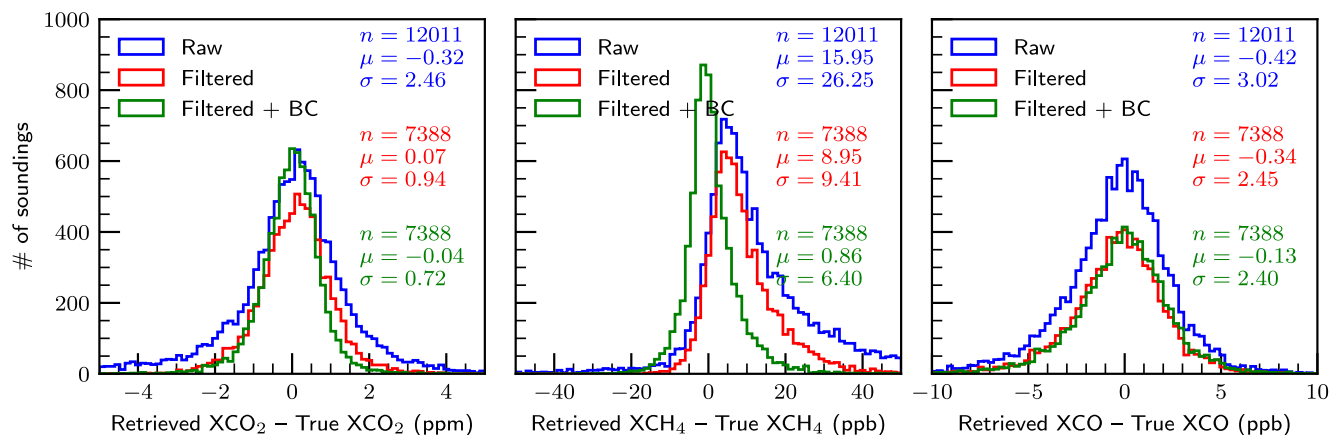 # of soundings
1000
800
600
400
200
0
Raw
Filtered
Filtered + BC
n = 12011
μ = −0.32
σ = 2.46
n = 7388
μ = 0.07
σ = 0.94
n = 7388
μ = −0.04
σ = 0.72
−4 −2 0 2 4
Retrieved XCO₂ – True XCO₂ (ppm)
Raw
Filtered
Filtered + BC
n = 12011
μ = 15.95
σ = 26.25
n = 7388
μ = 8.95
σ = 9.41
n = 7388
μ = 0.86
σ = 6.40
−40 −20 0 20 40
Retrieved XCH₄ – True XCH₄ (ppb)
Raw
Filtered
Filtered + BC
n = 12011
μ = −0.42
σ = 3.02
n = 7388
μ = −0.34
σ = 2.45
n = 7388
μ = −0.13
σ = 2.40
−10 −5 0 5 10
Retrieved XCO – True XCO (ppb)